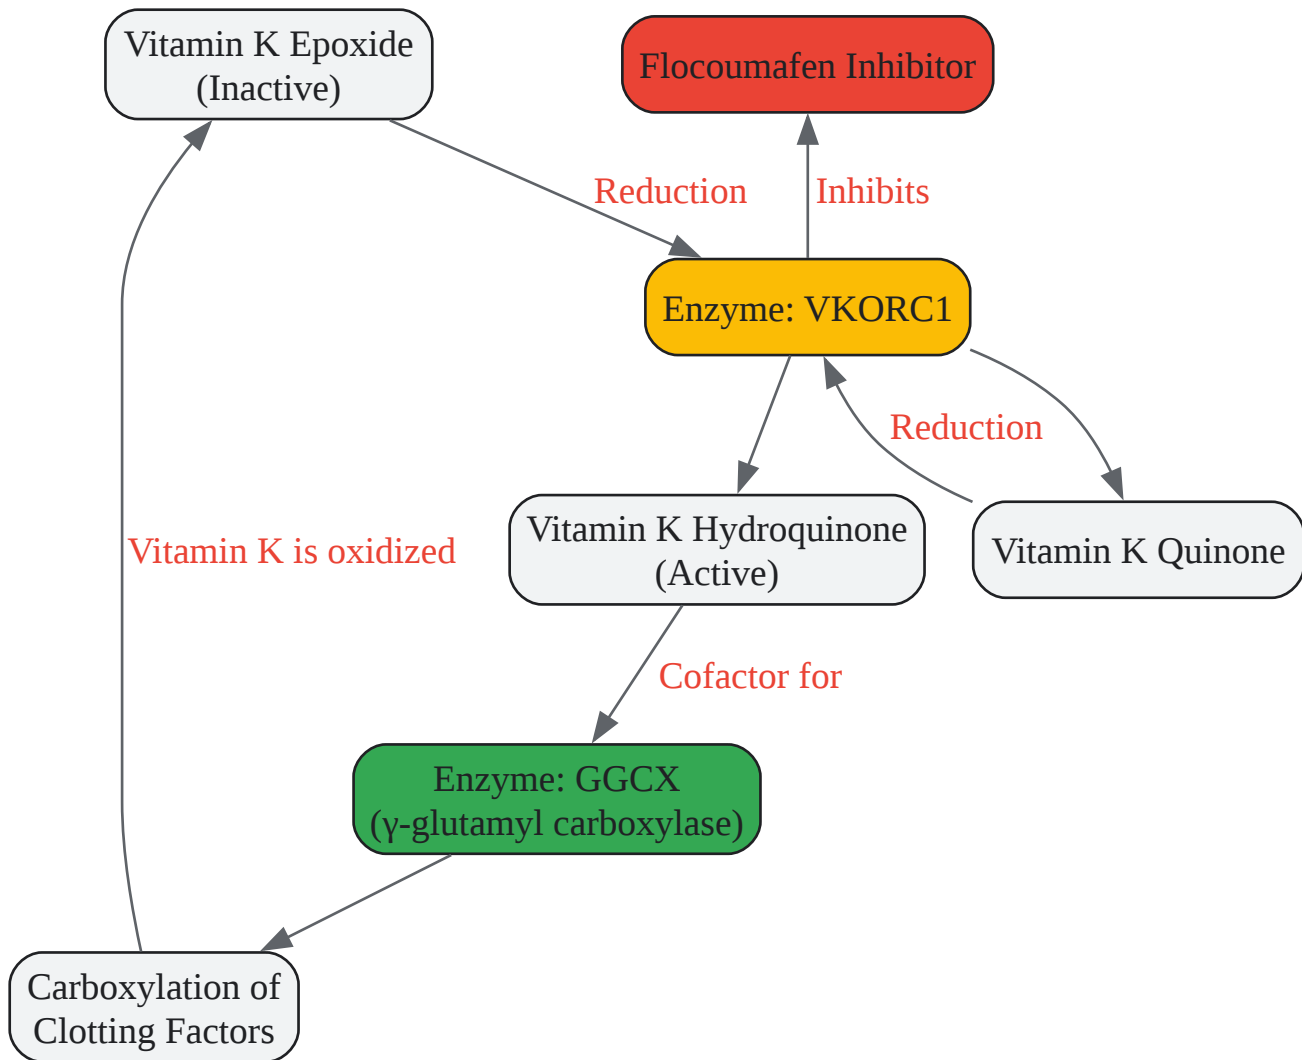 Vitamin K Epoxide
(Inactive)
Flocoumafen Inhibitor
Reduction
Inhibits
Enzyme: VKORC1
Reduction
Vitamin K Hydroquinone
(Active)
Vitamin K Quinone
Vitamin K is oxidized
Cofactor for
Enzyme: GGCX
(γ-glutamyl carboxylase)
Carboxylation of
Clotting Factors